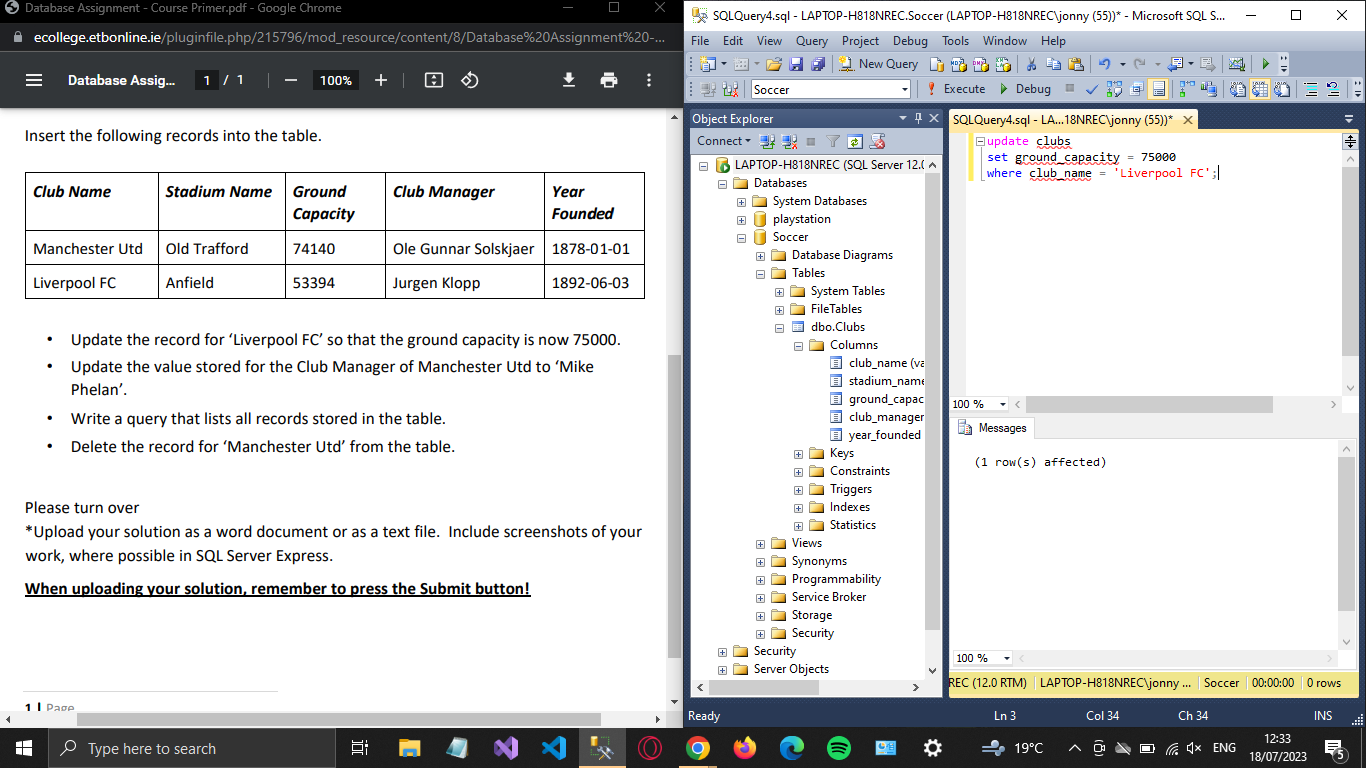 Database Assignment - Course Primer.pdf - Google Chrome
ecollege.etbonline.ie/pluginfile.php/215796/mod_resource/content/8/Database%20Assignment%20-...
Database Assig... 1 / 1 100%
Insert the following records into the table.
Club Name Stadium Name Ground Capacity Club Manager Year Founded
Manchester Utd Old Trafford 74140 Ole Gunnar Solskjaer 1878-01-01
Liverpool FC Anfield 53394 Jurgen Klopp 1892-06-03
• Update the record for ‘Liverpool FC’ so that the ground capacity is now 75000.
• Update the value stored for the Club Manager of Manchester Utd to ‘Mike
Phelan’.
• Write a query that lists all records stored in the table.
• Delete the record for ‘Manchester Utd’ from the table.
Please turn over
*Upload your solution as a word document or as a text file. Include screenshots of your
work, where possible in SQL Server Express.
When uploading your solution, remember to press the Submit button!
1 | Page
SQLQuery4.sql - LAPTOP-H818NREC.Soccer (LAPTOP-H818NREC\jonny (55))* - Microsoft SQL S...
File Edit View Query Project Debug Tools Window Help
New Query
Soccer Execute Debug
Object Explorer
Connect
LAPTOP-H818NREC (SQL Server 12.0
Databases
System Databases
playstation
Soccer
Database Diagrams
Tables
System Tables
FileTables
dbo.Clubs
Columns
club_name (va
stadium_name
ground_capac
club_manager
year_founded
Keys
Constraints
Triggers
Indexes
Statistics
Views
Synonyms
Programmability
Service Broker
Storage
Security
Security
Server Objects
SQLQuery4.sql - LA...18NREC\jonny (55))*
update clubs
set ground_capacity = 75000
where club_name = 'Liverpool FC';
100 %
Messages
(1 row(s) affected)
100 %
REC (12.0 RTM) LAPTOP-H818NREC\jonny ... Soccer 00:00:00 0 rows
Ready Ln 3 Col 34 Ch 34 INS
Type here to search 19°C ENG 12:33
18/07/2023 5